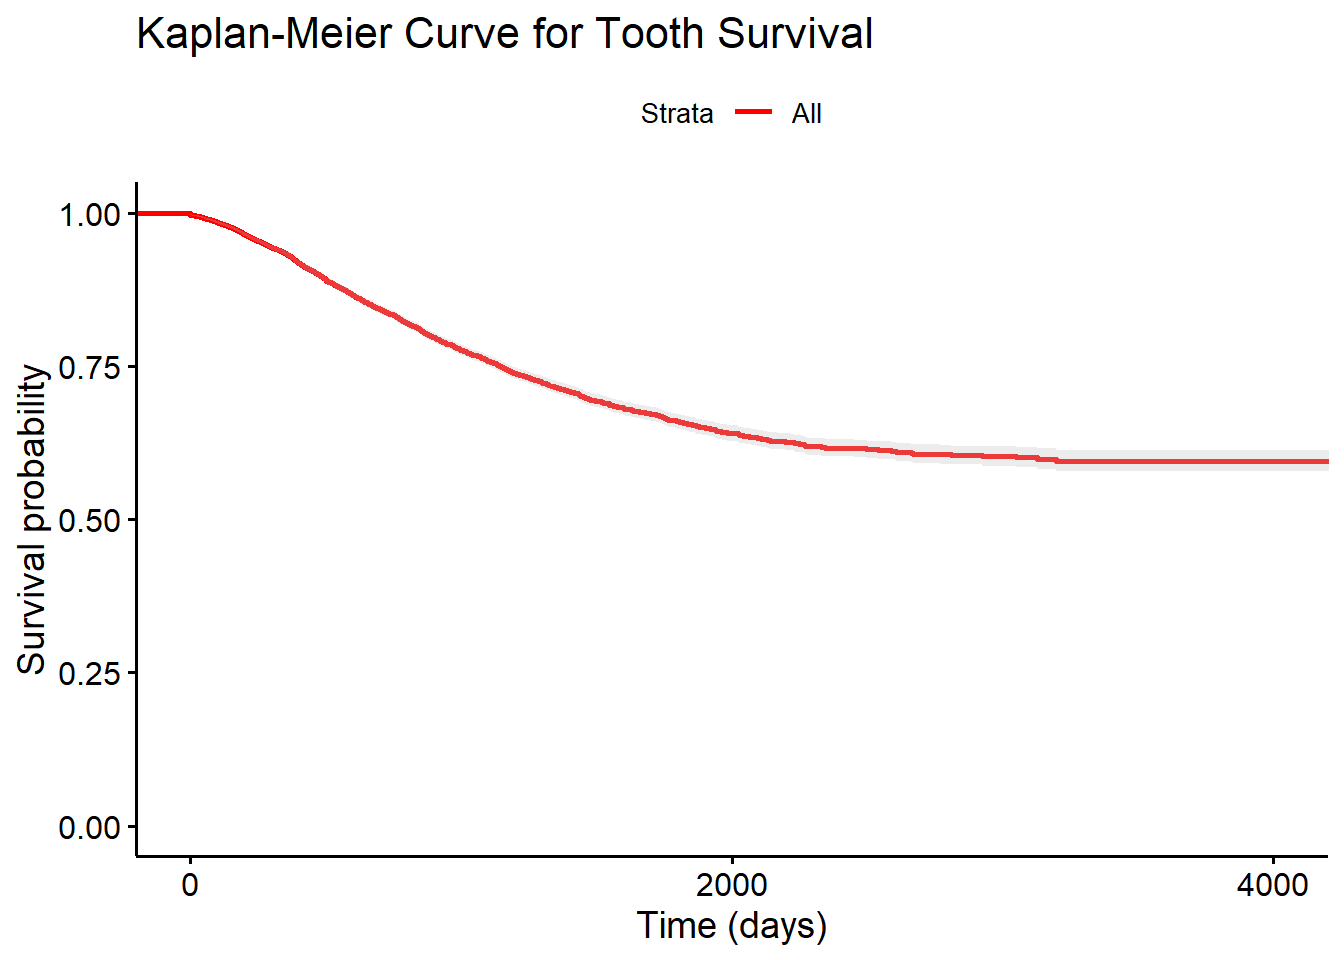 Kaplan-Meier Curve for Tooth Survival
Strata All
1.00
0.75
0.50
0.25
0.00
Survival probability
0 2000 4000
Time (days)